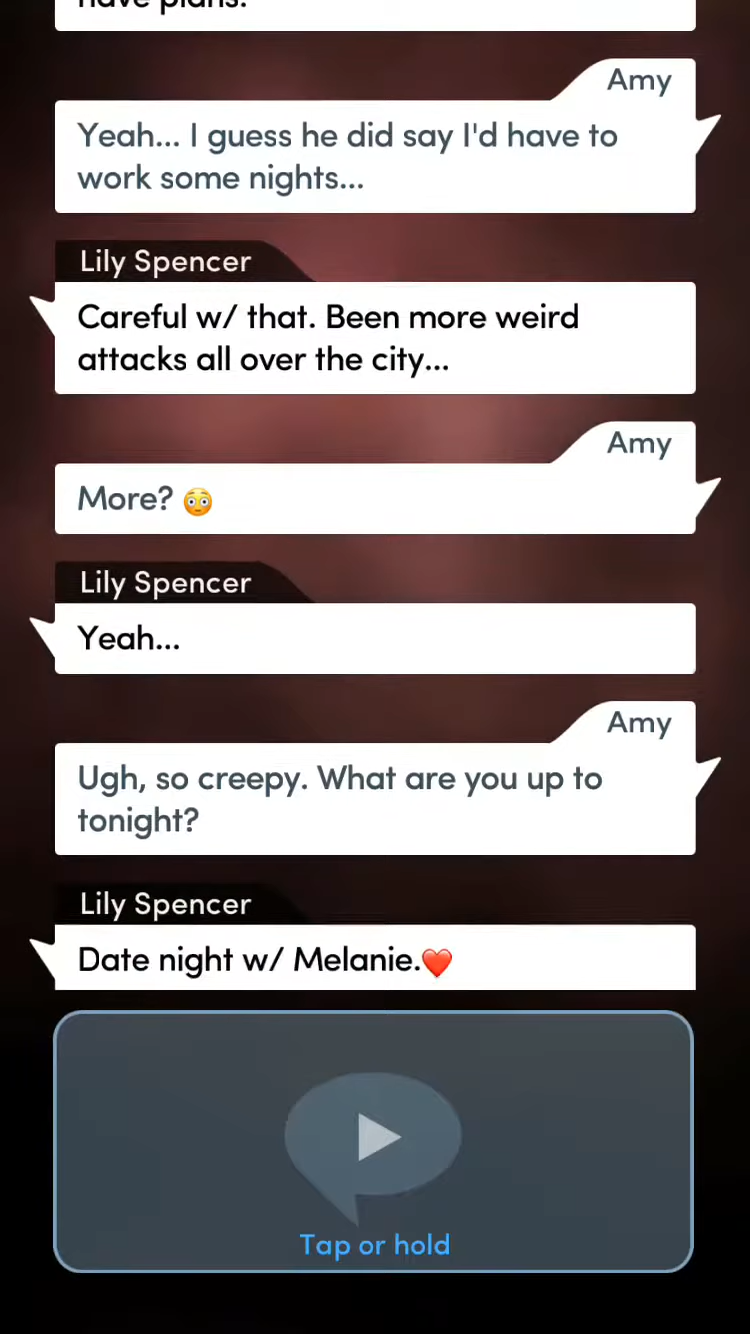 have plans.
Amy
Yeah... I guess he did say I'd have to
work some nights...
Lily Spencer
Careful w/ that. Been more weird
attacks all over the city...
Amy
More? 😳
Lily Spencer
Yeah...
Amy
Ugh, so creepy. What are you up to
tonight?
Lily Spencer
Date night w/ Melanie.❤️
Tap or hold